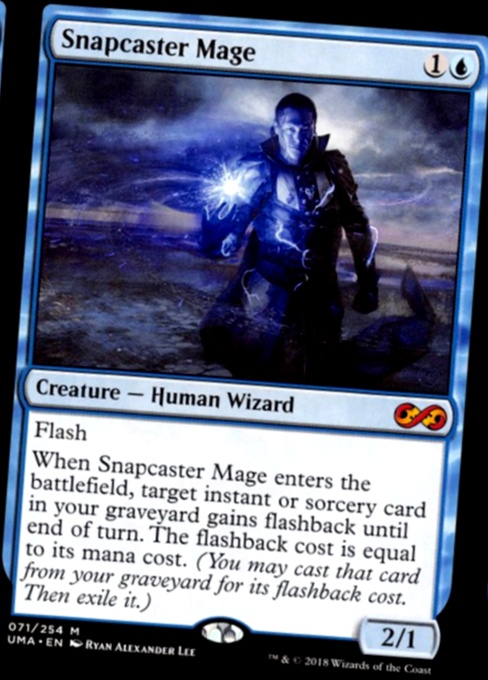 Snapcaster Mage 1
Creature — Human Wizard
Flash
When Snapcaster Mage enters the
battlefield, target instant or sorcery card
in your graveyard gains flashback until
end of turn. The flashback cost is equal
to its mana cost. (You may cast that card
from your graveyard for its flashback cost.
Then exile it.)
2/1
071/254 M
UMA • EN RYAN ALEXANDER LEE
™ & © 2018 Wizards of the Coast